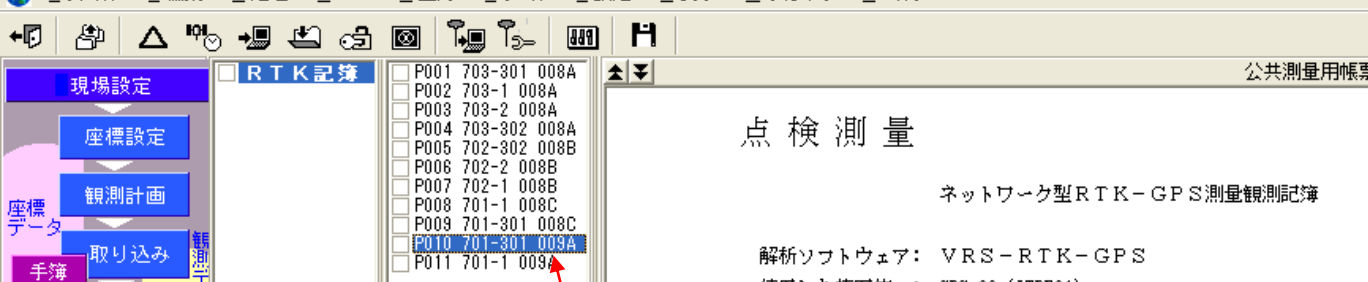 現場設定
座標設定
観測計画
座標
データ
取り込み
手簿
観
測
ＲＴＫ記簿
P001 703-301 008A
P002 703-1 008A
P003 703-2 008A
P004 703-302 008A
P005 702-302 008B
P006 702-2 008B
P007 702-1 008B
P008 701-1 008C
P009 701-301 008C
P010 701-301 009A
P011 701-1 009A
公共測量用帳票
点検測量
ネットワーク型ＲＴＫ－ＧＰＳ測量観測記簿
解析ソフトウェア： ＶＲＳ－ＲＴＫ－ＧＰＳ